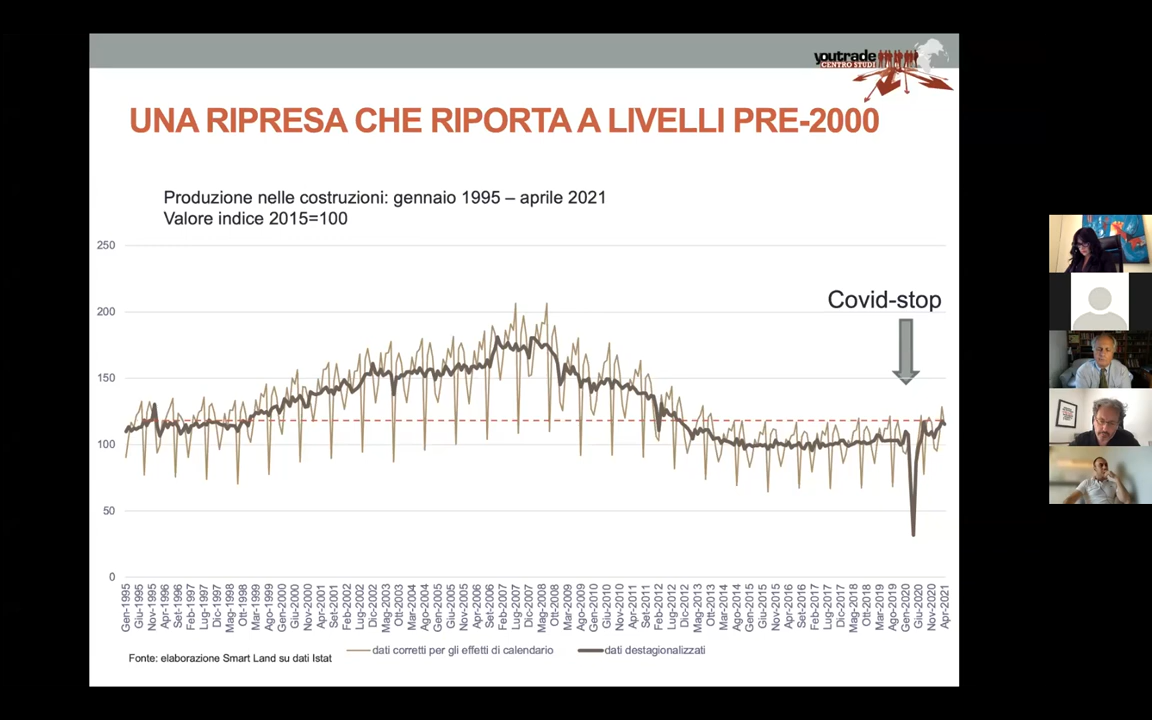 youtrade
CENTRO STUDI
UNA RIPRESA CHE RIPORTA A LIVELLI PRE-2000
Produzione nelle costruzioni: gennaio 1995 – aprile 2021
Valore indice 2015=100
250
200
150
100
50
0
Covid-stop
Gen-1995
Giu-1995
Nov-1995
Apr-1996
Set-1996
Feb-1997
Lug-1997
Dic-1997
Mag-1998
Ott-1998
Mar-1999
Ago-1999
Gen-2000
Giu-2000
Nov-2000
Apr-2001
Set-2001
Feb-2002
Lug-2002
Dic-2002
Mag-2003
Ott-2003
Mar-2004
Ago-2004
Gen-2005
Giu-2005
Nov-2005
Apr-2006
Set-2006
Feb-2007
Lug-2007
Dic-2007
Mag-2008
Ott-2008
Mar-2009
Ago-2009
Gen-2010
Giu-2010
Nov-2010
Apr-2011
Set-2011
Feb-2012
Lug-2012
Dic-2012
Mag-2013
Ott-2013
Mar-2014
Ago-2014
Gen-2015
Giu-2015
Nov-2015
Apr-2016
Set-2016
Feb-2017
Lug-2017
Dic-2017
Mag-2018
Ott-2018
Mar-2019
Ago-2019
Gen-2020
Giu-2020
Nov-2020
Apr-2021
dati corretti per gli effetti di calendario
dati destagionalizzati
Fonte: elaborazione Smart Land su dati Istat